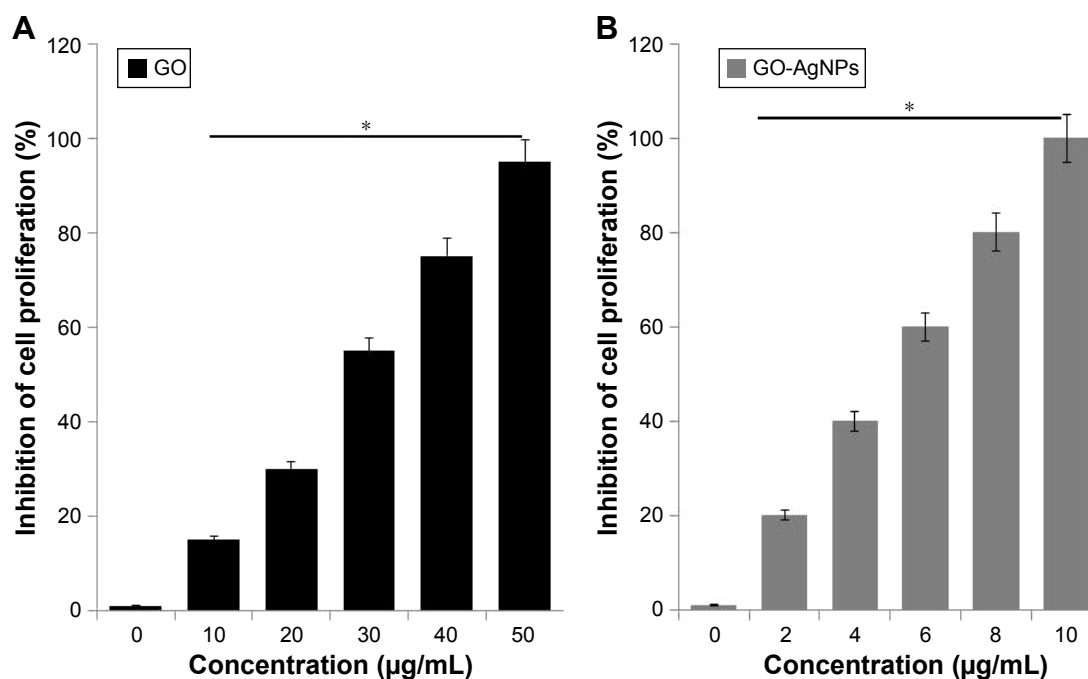 A
Inhibition of cell proliferation (%)
120
100
80
60
40
20
0
GO
*
0 10 20 30 40 50
Concentration (µg/mL)
B
Inhibition of cell proliferation (%)
120
100
80
60
40
20
0
GO-AgNPs
*
0 2 4 6 8 10
Concentration (µg/mL)